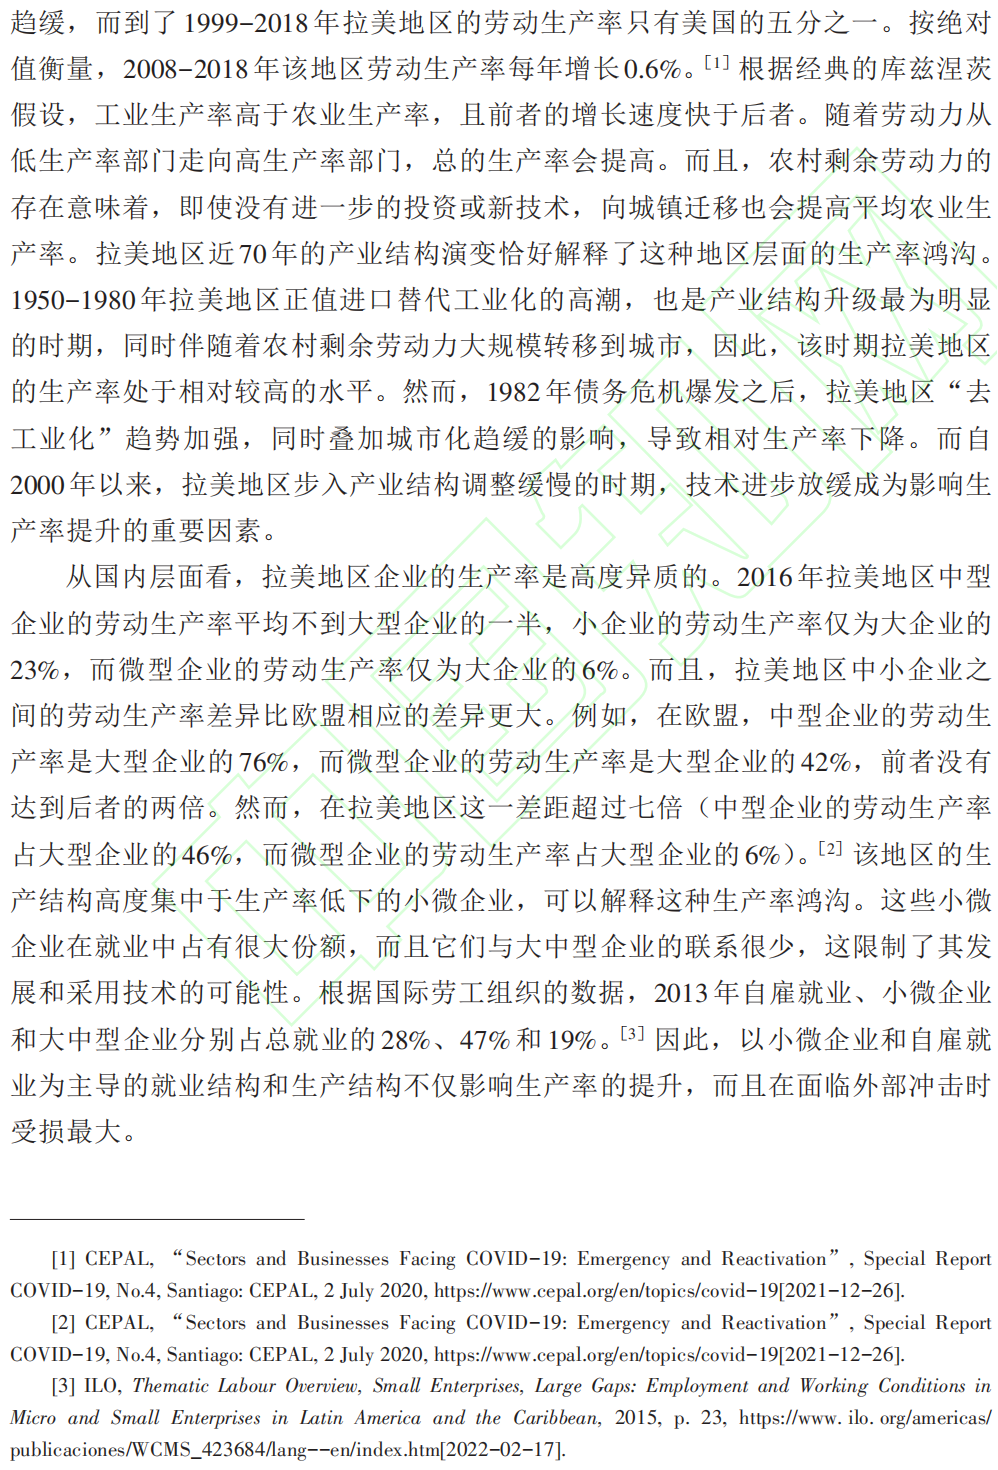 趋缓，而到了1999-2018年拉美地区的劳动生产率只有美国的五分之一。按绝对
值衡量，2008-2018年该地区劳动生产率每年增长0.6%。[1]根据经典的库兹涅茨
假设，工业生产率高于农业生产率，且前者的增长速度快于后者。随着劳动力从
低生产率部门走向高生产率部门，总的生产率会提高。而且，农村剩余劳动力的
存在意味着，即使没有进一步的投资或新技术，向城镇迁移也会提高平均农业生
产率。拉美地区近70年的产业结构演变恰好解释了这种地区层面的生产率鸿沟。
1950-1980年拉美地区正值进口替代工业化的高潮，也是产业结构升级最为明显
的时期，同时伴随着农村剩余劳动力大规模转移到城市，因此，该时期拉美地区
的生产率处于相对较高的水平。然而，1982年债务危机爆发之后，拉美地区“去
工业化”趋势加强，同时叠加城市化趋缓的影响，导致相对生产率下降。而自
2000年以来，拉美地区步入产业结构调整缓慢的时期，技术进步放缓成为影响生
产率提升的重要因素。
从国内层面看，拉美地区企业的生产率是高度异质的。2016年拉美地区中型
企业的劳动生产率平均不到大型企业的一半，小企业的劳动生产率仅为大企业的
23%，而微型企业的劳动生产率仅为大企业的6%。而且，拉美地区中小企业之
间的劳动生产率差异比欧盟相应的差异更大。例如，在欧盟，中型企业的劳动生
产率是大型企业的76%，而微型企业的劳动生产率是大型企业的42%，前者没有
达到后者的两倍。然而，在拉美地区这一差距超过七倍（中型企业的劳动生产率
占大型企业的46%，而微型企业的劳动生产率占大型企业的6%）。[2]该地区的生
产结构高度集中于生产率低下的小微企业，可以解释这种生产率鸿沟。这些小微
企业在就业中占有很大份额，而且它们与大中型企业的联系很少，这限制了其发
展和采用技术的可能性。根据国际劳工组织的数据，2013年自雇就业、小微企业
和大中型企业分别占总就业的28%、47%和19%。[3]因此，以小微企业和自雇就
业为主导的就业结构和生产结构不仅影响生产率的提升，而且在面临外部冲击时
受损最大。
[1] CEPAL, “Sectors and Businesses Facing COVID-19: Emergency and Reactivation”, Special Report
COVID-19, No.4, Santiago: CEPAL, 2 July 2020, https://www.cepal.org/en/topics/covid-19[2021-12-26].
[2] CEPAL, “Sectors and Businesses Facing COVID-19: Emergency and Reactivation”, Special Report
COVID-19, No.4, Santiago: CEPAL, 2 July 2020, https://www.cepal.org/en/topics/covid-19[2021-12-26].
[3] ILO, Thematic Labour Overview, Small Enterprises, Large Gaps: Employment and Working Conditions in
Micro and Small Enterprises in Latin America and the Caribbean, 2015, p. 23, https://www. ilo. org/americas/
publicaciones/WCMS_423684/lang--en/index.htm[2022-02-17].
中国知网